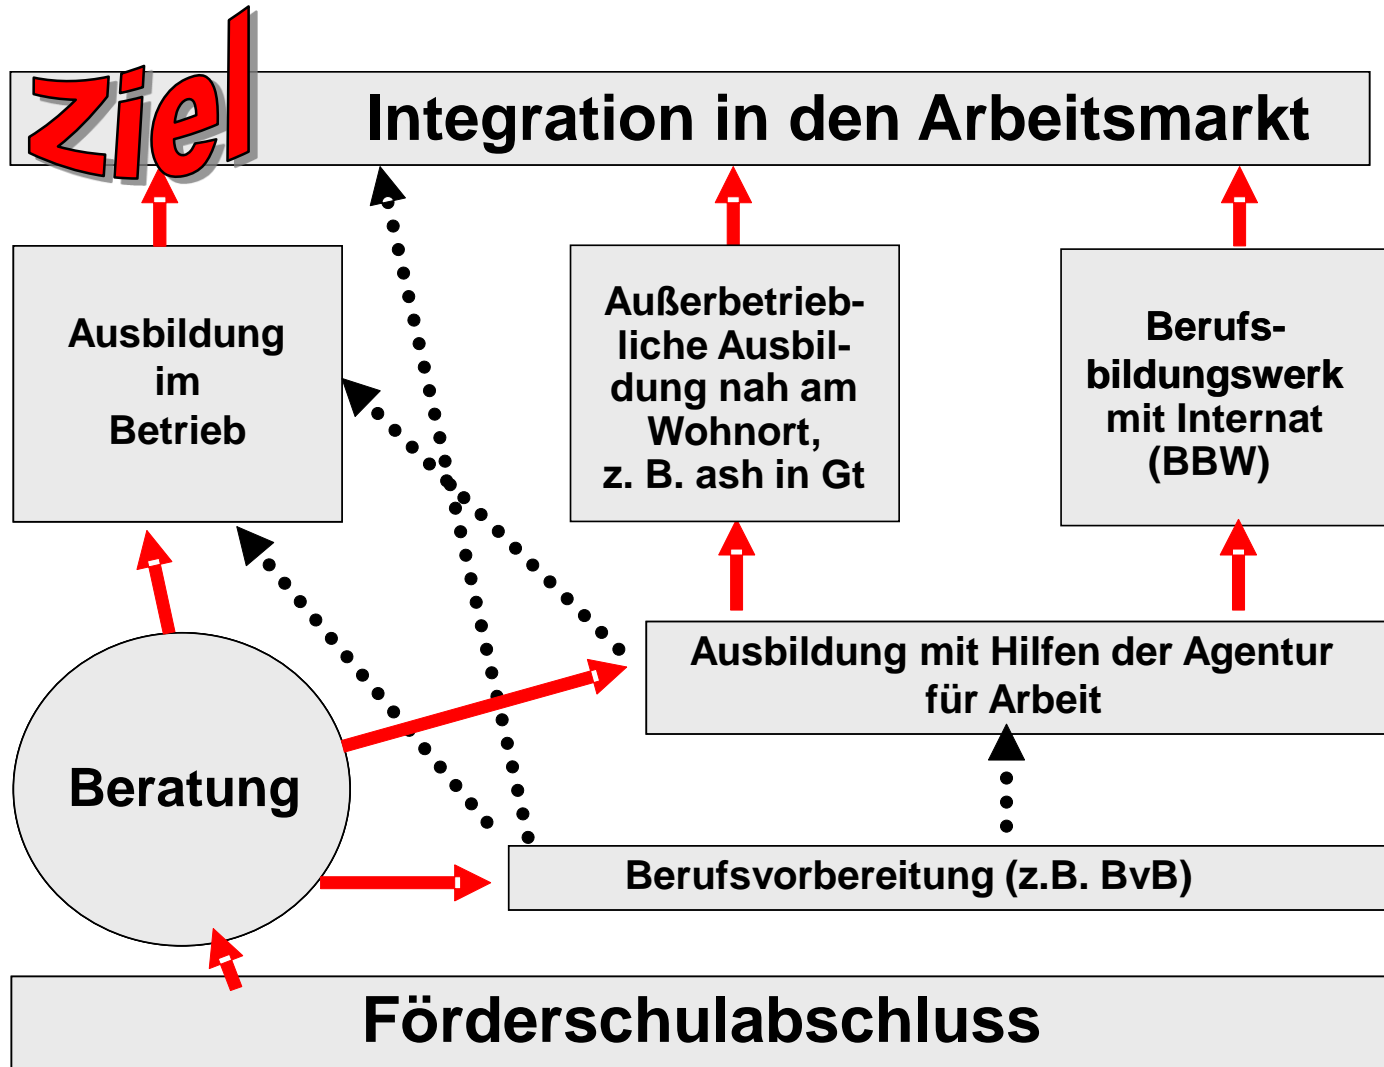 Ziel
Integration in den Arbeitsmarkt
Ausbildung
im
Betrieb
Außerbetrieb-
liche Ausbil-
dung nah am
Wohnort,
z. B. ash in Gt
Berufs-
bildungswerk
mit Internat
(BBW)
Ausbildung mit Hilfen der Agentur
für Arbeit
Beratung
Berufsvorbereitung (z.B. BvB)
Förderschulabschluss